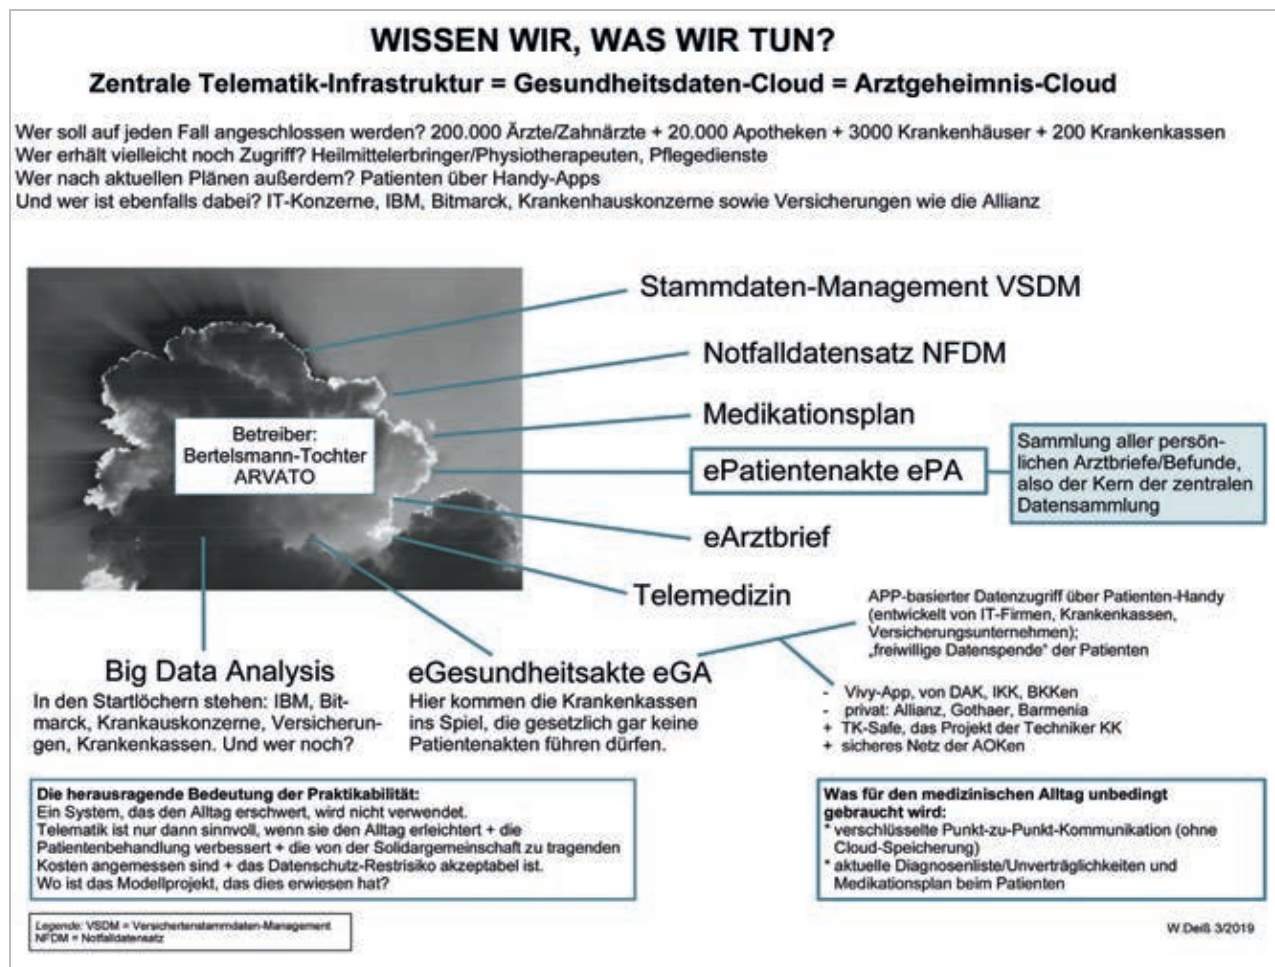 WISSEN WIR, WAS WIR TUN?
Zentrale Telematik-Infrastruktur = Gesundheitsdaten-Cloud = Arztgeheimnis-Cloud
Wer soll auf jeden Fall angeschlossen werden? 200.000 Ärzte/Zahnärzte + 20.000 Apotheken + 3000 Krankenhäuser + 200 Krankenkassen
Wer erhält vielleicht noch Zugriff? Heilmittelerbringer/Physiotherapeuten, Pflegedienste
Wer nach aktuellen Plänen außerdem? Patienten über Handy-Apps
Und wer ist ebenfalls dabei? IT-Konzerne, IBM, Bitmarck, Krankenhauskonzerne sowie Versicherungen wie die Allianz
Stammdaten-Management VSDM
Notfalldatensatz NFDM
Medikationsplan
Betreiber:
Bertelsmann-Tochter
ARVATO
ePatientenakte ePA
Sammlung aller persön-
lichen Arztbriefe/Befunde,
also der Kern der zentralen
Datensammlung
eArztbrief
Telemedizin
APP-basierter Datenzugriff über Patienten-Handy
(entwickelt von IT-Firmen, Krankenkassen,
Versicherungsunternehmen);
„freiwillige Datenspende" der Patienten
Big Data Analysis
In den Startlöchern stehen: IBM, Bit-
marck, Krankauskonzerne, Versicherun-
gen, Krankenkassen. Und wer noch?
eGesundheitsakte eGA
Hier kommen die Krankenkassen
ins Spiel, die gesetzlich gar keine
Patientenakten führen dürfen.
- Vivy-App, von DAK, IKK, BKKen
- privat: Allianz, Gothaer, Barmenia
+ TK-Safe, das Projekt der Techniker KK
+ sicheres Netz der AOKen
Die herausragende Bedeutung der Praktikabilität:
Ein System, das den Alltag erschwert, wird nicht verwendet.
Telematik ist nur dann sinnvoll, wenn sie den Alltag erleichtert + die
Patientenbehandlung verbessert + die von der Solidargemeinschaft zu tragenden
Kosten angemessen sind + das Datenschutz-Restrisiko akzeptabel ist.
Wo ist das Modellprojekt, das dies erwiesen hat?
Was für den medizinischen Alltag unbedingt
gebraucht wird:
* verschlüsselte Punkt-zu-Punkt-Kommunikation (ohne
Cloud-Speicherung)
* aktuelle Diagnosenliste/Unverträglichkeiten und
Medikationsplan beim Patienten
Legende: VSDM = Versichertenstammdaten-Management
NFDM = Notfalldatensatz
W.Deiß 3/2019